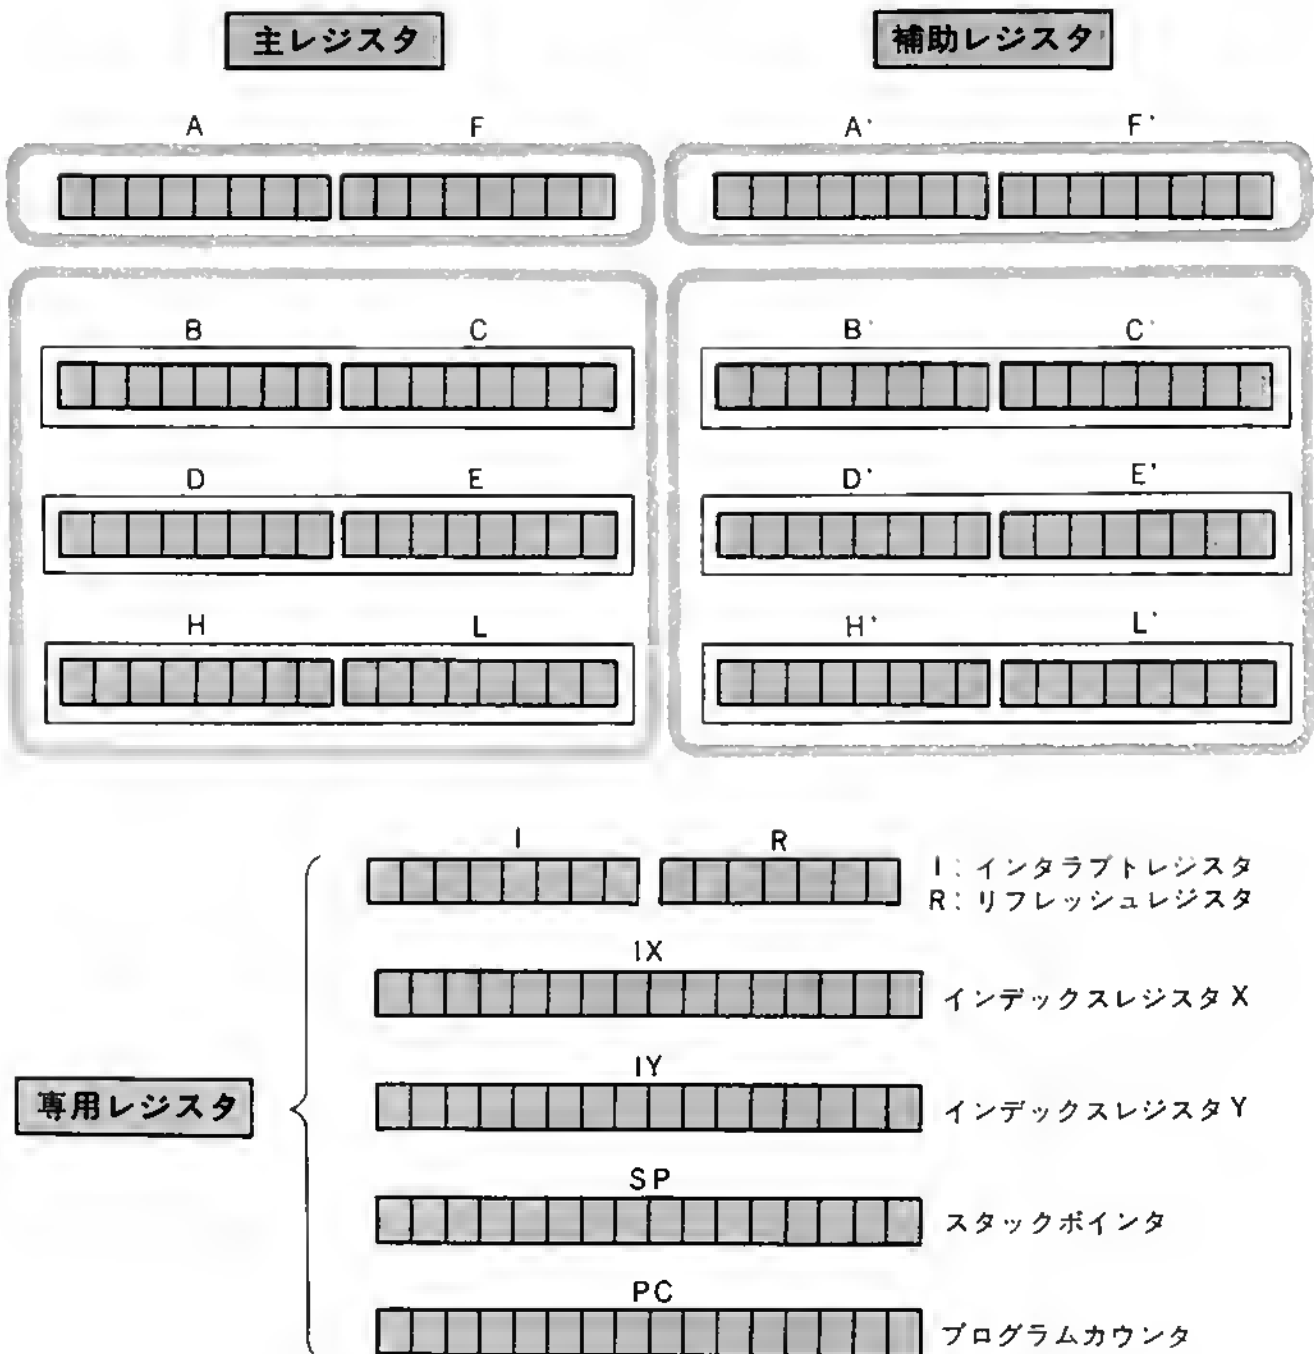 主レジスタ 補助レジスタ
A F A' F'
B C B' C'
D E D' E'
H L H' L'
I R
I：インタラプトレジスタ
R：リフレッシュレジスタ
IX
インデックスレジスタX
IY
専用レジスタ
インデックスレジスタY
SP
スタックポインタ
PC
プログラムカウンタ